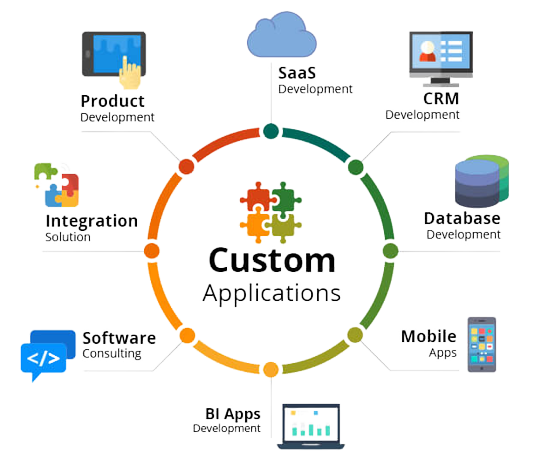 SaaS
Development
CRM
Development
Database
Development
Mobile
Apps
BI Apps
Development
Software
Consulting
</>
Integration
Solution
Product
Development
Custom
Applications